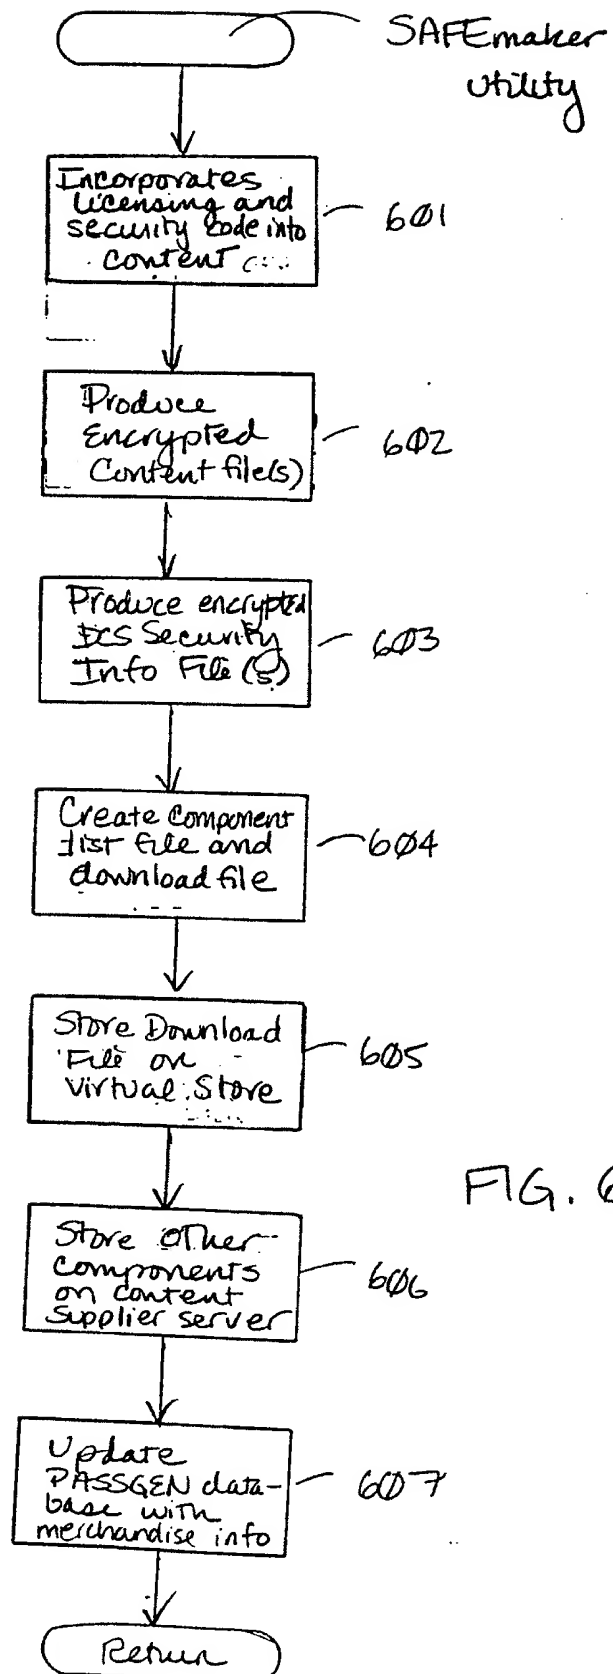 SAFEmaker
utility
Incorporates
licensing and
security code into
content
601
Produce
Encrypted
Content file(s)
602
Produce encrypted
DCS Security
Info File(s)
603
Create component
list file and
download file
604
Store Download
File on
Virtual Store
605
Store other
components
on content
supplier server
606
Update
PASSGEN data-
base with
merchandise info
607
Return
FIG. 6